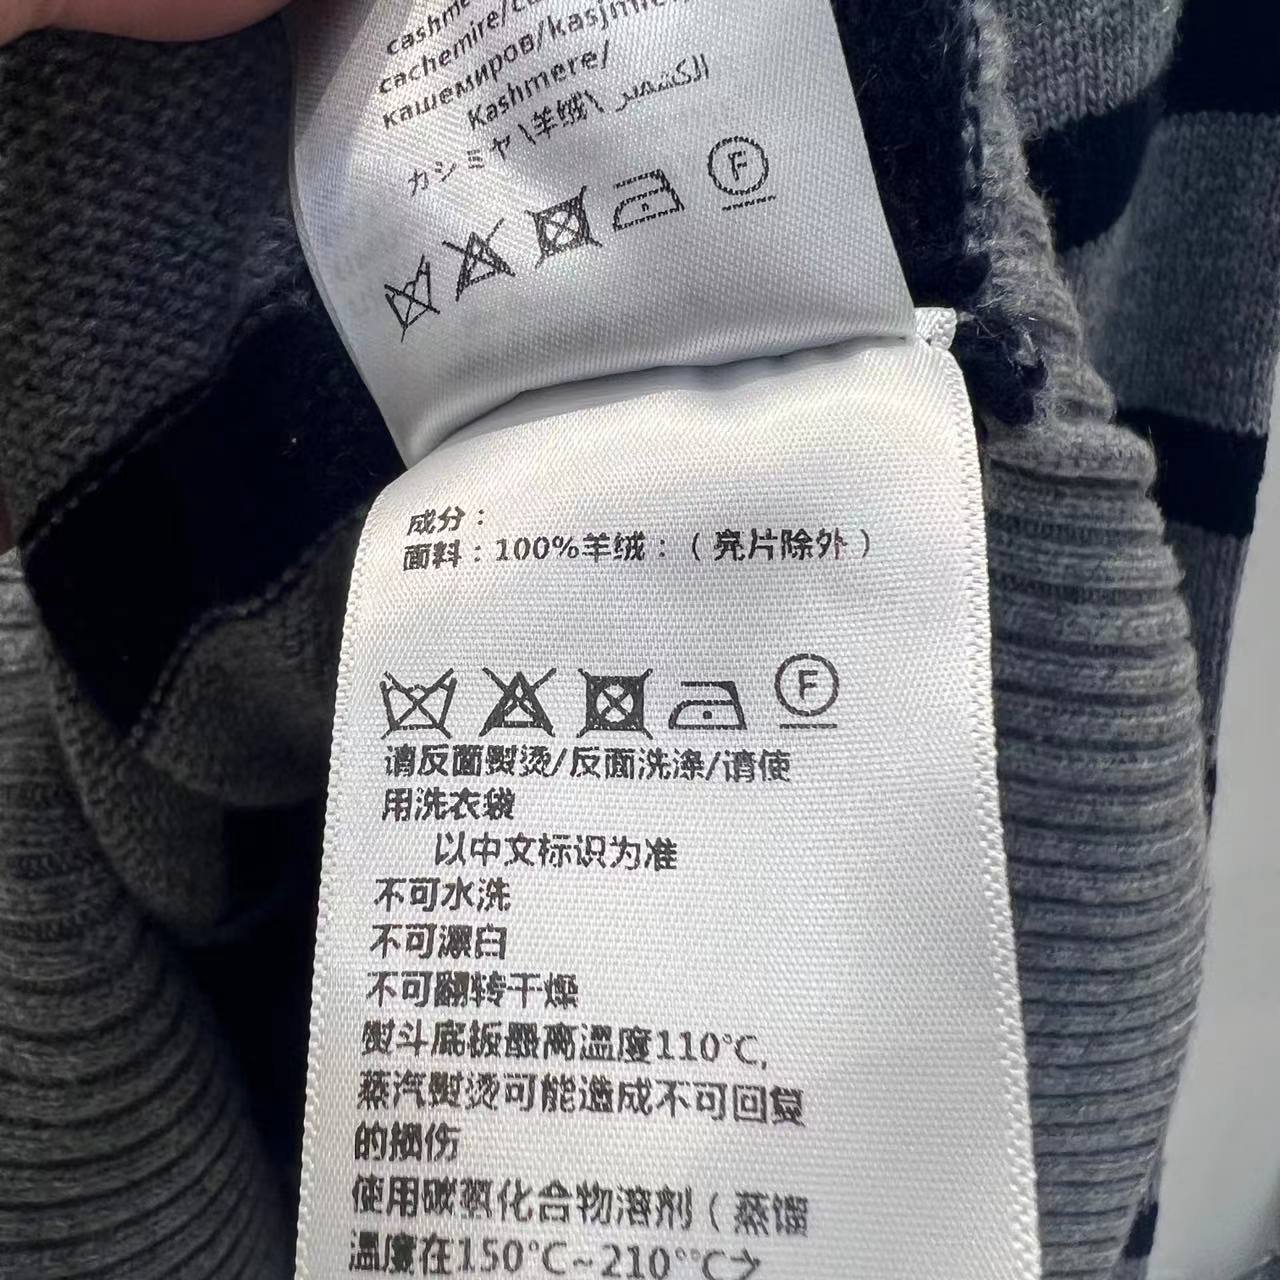 cachemire/
кашемиров/kasjmier/
Kashmere/
カシミヤ\羊绒\ الكشمير
F
成分：
面料：100%羊绒：（亮片除外）
F
请反面熨烫/反面洗涤/请使
用洗衣袋
以中文标识为准
不可水洗
不可漂白
不可翻转干燥
熨斗底板最高温度110℃,
蒸汽熨烫可能造成不可回复
的损伤
使用碳氢化合物溶剂（蒸馏
温度在150℃~210°℃之